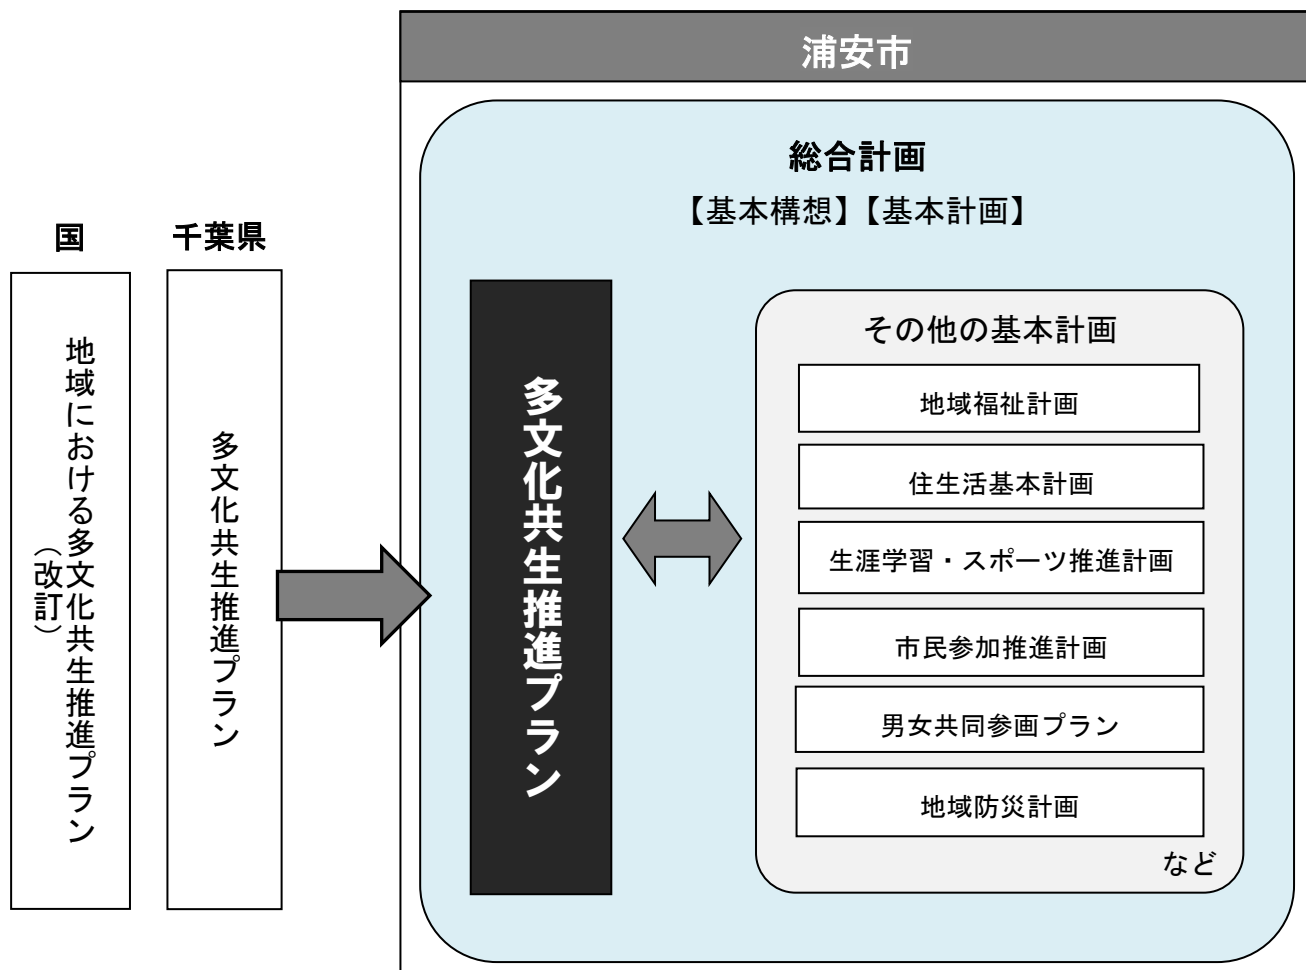 浦安市
総合計画
【基本構想】【基本計画】
国
地域における多文化共生推進プラン
（改訂）
千葉県
多文化共生推進プラン
多文化共生推進プラン
その他の基本計画
地域福祉計画
住生活基本計画
生涯学習・スポーツ推進計画
市民参加推進計画
男女共同参画プラン
地域防災計画
など